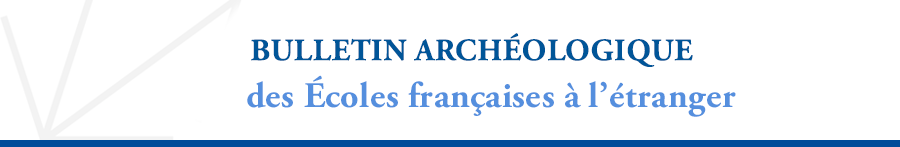 BULLETIN ARCHÉOLOGIQUE
des Écoles françaises à l’étranger